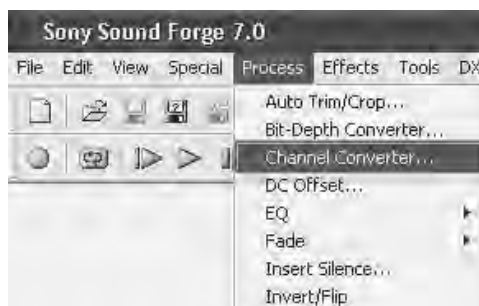 Sony Sound Forge 7.0
File Edit View Special Process Effects Tools DX
Auto Trim/Crop...
Bit-Depth Converter...
Channel Converter...
DC Offset...
EQ
Fade
Insert Silence...
Invert/Flip